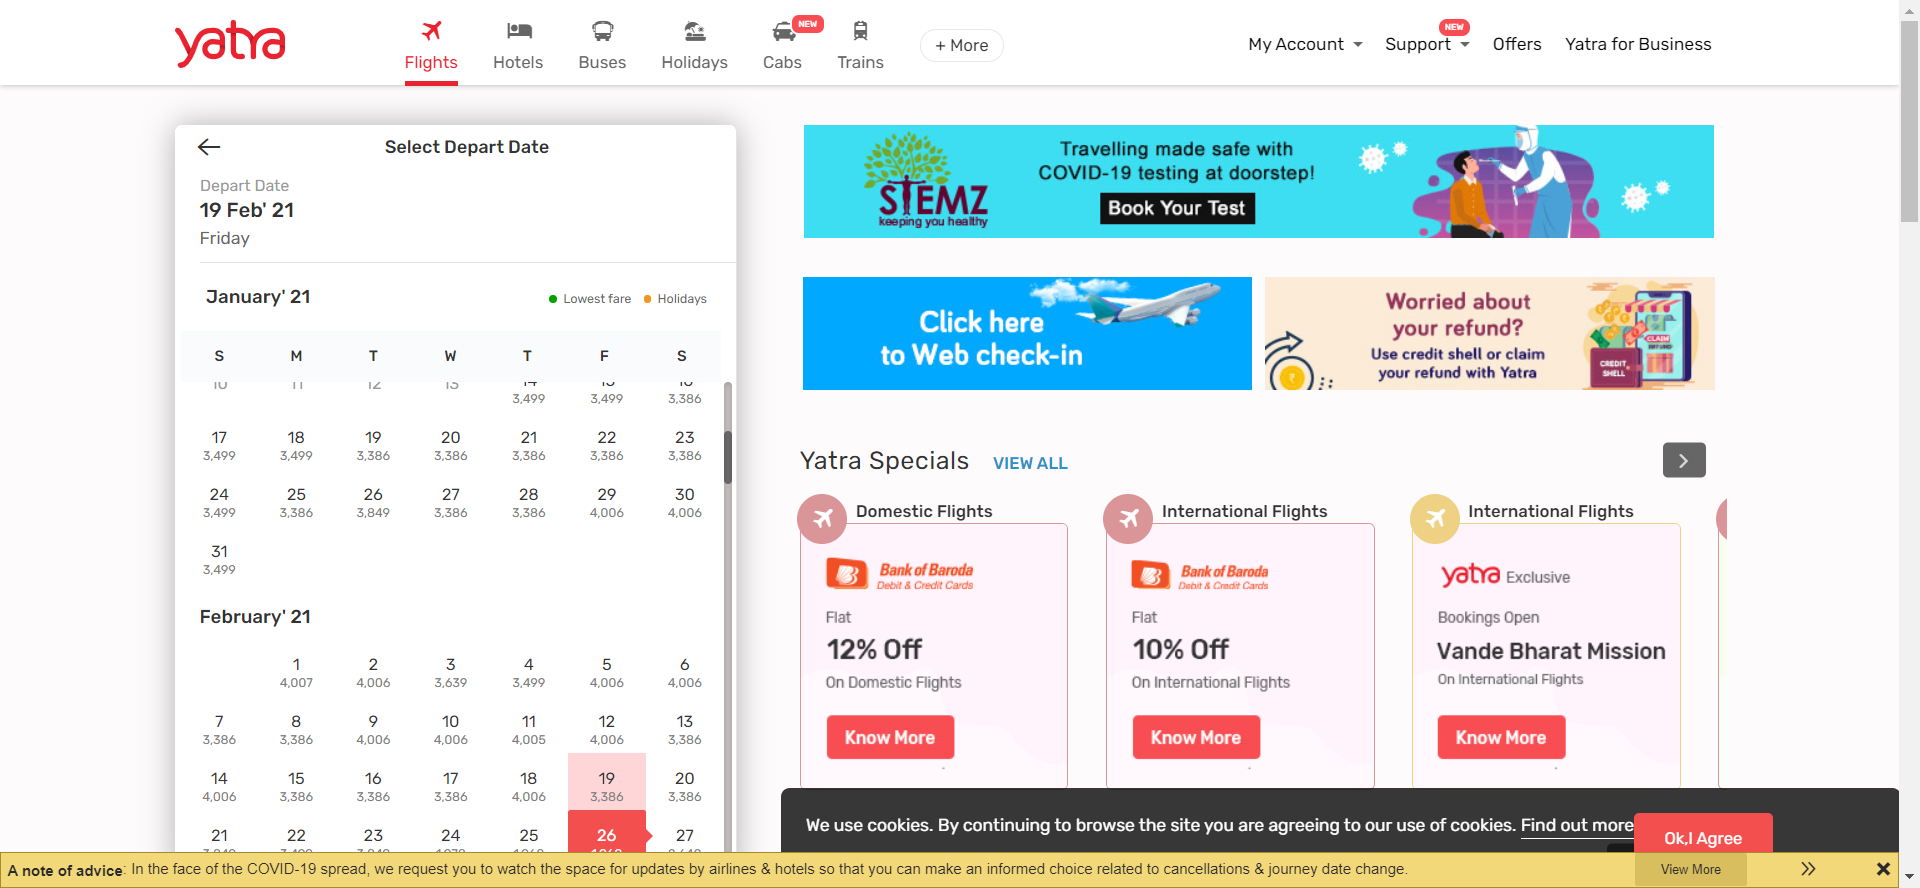 yatra
Flights
Hotels
Buses
Holidays
NEW
Cabs
Trains
+ More
My Account
NEW
Support
Offers
Yatra for Business
Select Depart Date
Depart Date
19 Feb' 21
Friday
January' 21
Lowest fare Holidays
S M T W T F S
10 11 12 13 14 15 16
3,499 3,499 3,386
17 18 19 20 21 22 23
3,499 3,499 3,386 3,386 3,386 3,386 3,386
24 25 26 27 28 29 30
3,499 3,386 3,849 3,386 3,386 4,006 4,006
31
3,499
February' 21
1 2 3 4 5 6
4,007 4,006 3,639 3,499 4,006 4,006
7 8 9 10 11 12 13
3,386 3,386 4,006 4,006 4,005 4,006 3,386
14 15 16 17 18 19 20
4,006 3,386 3,386 3,386 4,006 3,386 3,386
21 22 23 24 25 26 27
STEMZ
keeping you healthy
Travelling made safe with
COVID-19 testing at doorstep!
Book Your Test
Click here
to Web check-in
Worried about
your refund?
Use credit shell or claim
your refund with Yatra
CREDIT
SHELL
CLAIM
Yatra Specials VIEW ALL
Domestic Flights
Bank of Baroda
Debit & Credit Cards
Flat
12% Off
On Domestic Flights
Know More
International Flights
Bank of Baroda
Debit & Credit Cards
Flat
10% Off
On International Flights
Know More
International Flights
yatra Exclusive
Bookings Open
Vande Bharat Mission
On International Flights
Know More
We use cookies. By continuing to browse the site you are agreeing to our use of cookies. Find out more
Ok,I Agree
A note of advice: In the face of the COVID-19 spread, we request you to watch the space for updates by airlines & hotels so that you can make an informed choice related to cancellations & journey date change.
View More